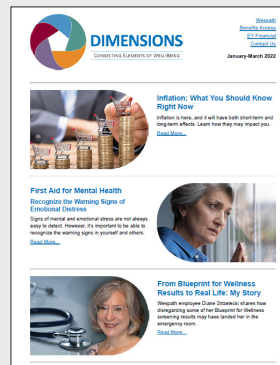 DIMENSIONS
CONNECTING ELEMENTS OF WELL-BEING
Wespath
Benefits Access
EY Financial
Contact Us
January-March 2022
Inflation: What You Should Know
Right Now
Inflation is here, and it will have both short-term and
long-term effects. Learn how they may impact you.
Read More...
First Aid for Mental Health
Recognize the Warning Signs of
Emotional Distress
Signs of mental and emotional stress are not always
easy to detect. However, it's important to be able to
recognize the warning signs in yourself and others.
Read More...
From Blueprint for Wellness
Results to Real Life: My Story
Wespath employee Diane Strzelecki shares how
disregarding some of her Blueprint for Wellness
screening results may have landed her in the
emergency room.
Read More...